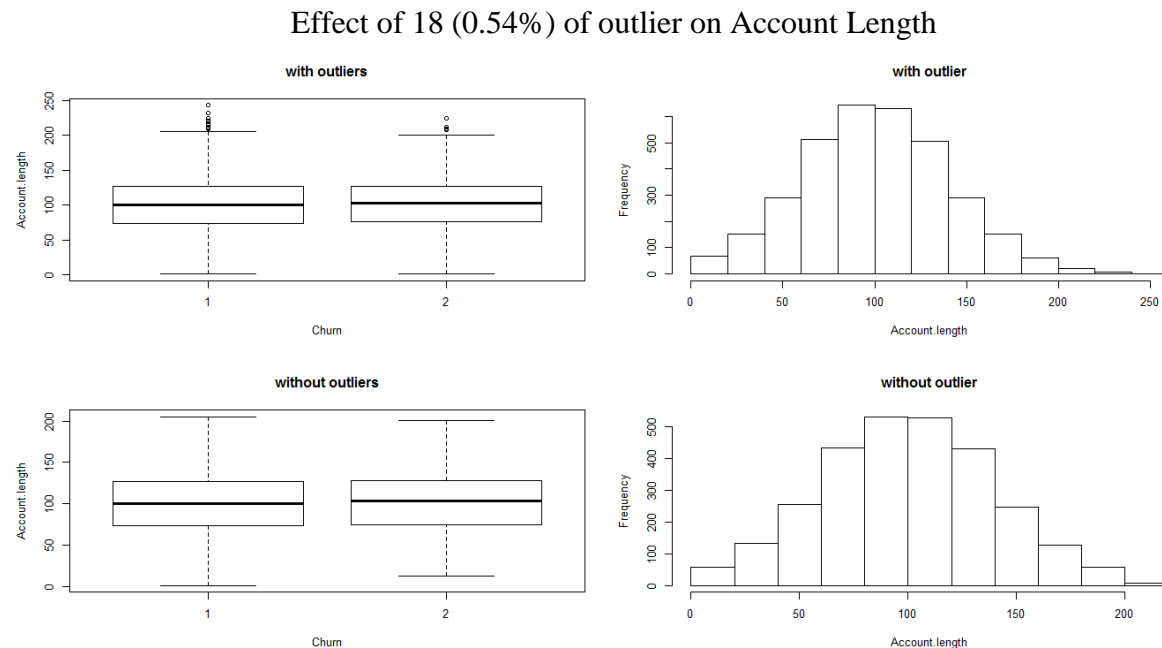 Effect of 18 (0.54%) of outlier on Account Length
with outliers
Account.length
0
50
100
150
200
250
1 2
Churn
with outlier
Frequency
0
100
300
500
0 50 100 150 200 250
Account.length
without outliers
Account.length
0
50
100
150
200
1 2
Churn
without outlier
Frequency
0
100
200
300
400
500
0 50 100 150 200
Account.length